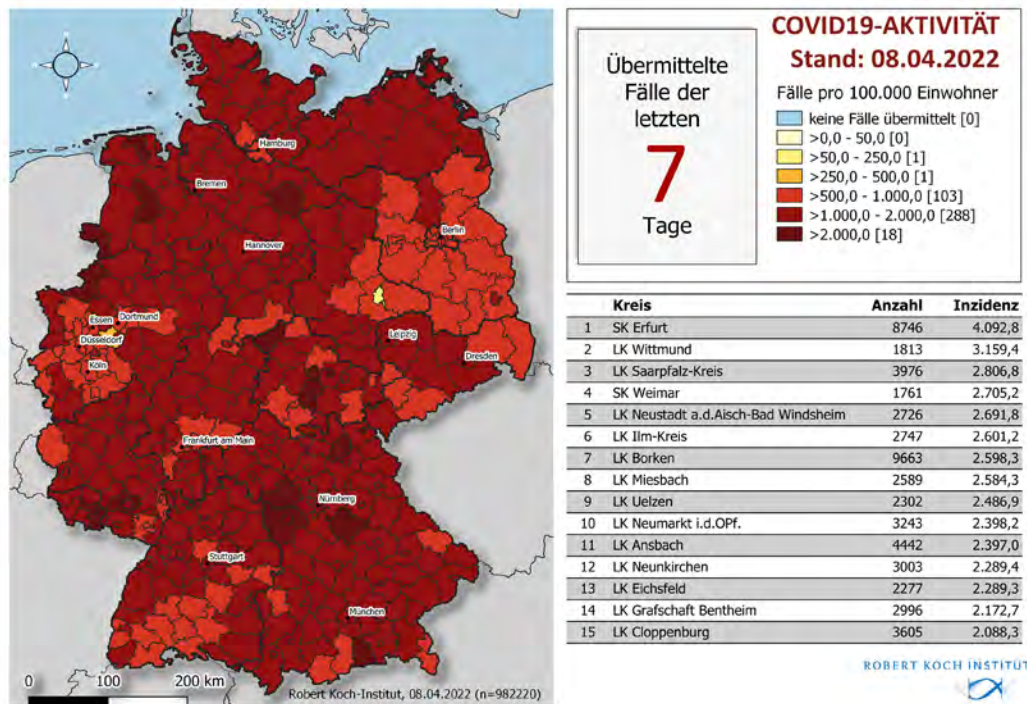 Hamburg
Bremen
Berlin
Hannover
Essen
Dortmund
Düsseldorf
Leipzig
Köln
Dresden
Frankfurt am Main
Nürnberg
Stuttgart
München
0 100 200 km
Robert Koch-Institut, 08.04.2022 (n=982220)
Übermittelte
Fälle der
letzten
7
Tage
COVID19-AKTIVITÄT
Stand: 08.04.2022
Fälle pro 100.000 Einwohner
keine Fälle übermittelt [0]
>0,0 - 50,0 [0]
>50,0 - 250,0 [1]
>250,0 - 500,0 [1]
>500,0 - 1.000,0 [103]
>1.000,0 - 2.000,0 [288]
>2.000,0 [18]
Kreis Anzahl Inzidenz
1 SK Erfurt 8746 4.092,8
2 LK Wittmund 1813 3.159,4
3 LK Saarpfalz-Kreis 3976 2.806,8
4 SK Weimar 1761 2.705,2
5 LK Neustadt a.d.Aisch-Bad Windsheim 2726 2.691,8
6 LK Ilm-Kreis 2747 2.601,2
7 LK Borken 9663 2.598,3
8 LK Miesbach 2589 2.584,3
9 LK Uelzen 2302 2.486,9
10 LK Neumarkt i.d.OPf. 3243 2.398,2
11 LK Ansbach 4442 2.397,0
12 LK Neunkirchen 3003 2.289,4
13 LK Eichsfeld 2277 2.289,3
14 LK Grafschaft Bentheim 2996 2.172,7
15 LK Cloppenburg 3605 2.088,3
ROBERT KOCH INSTITUT